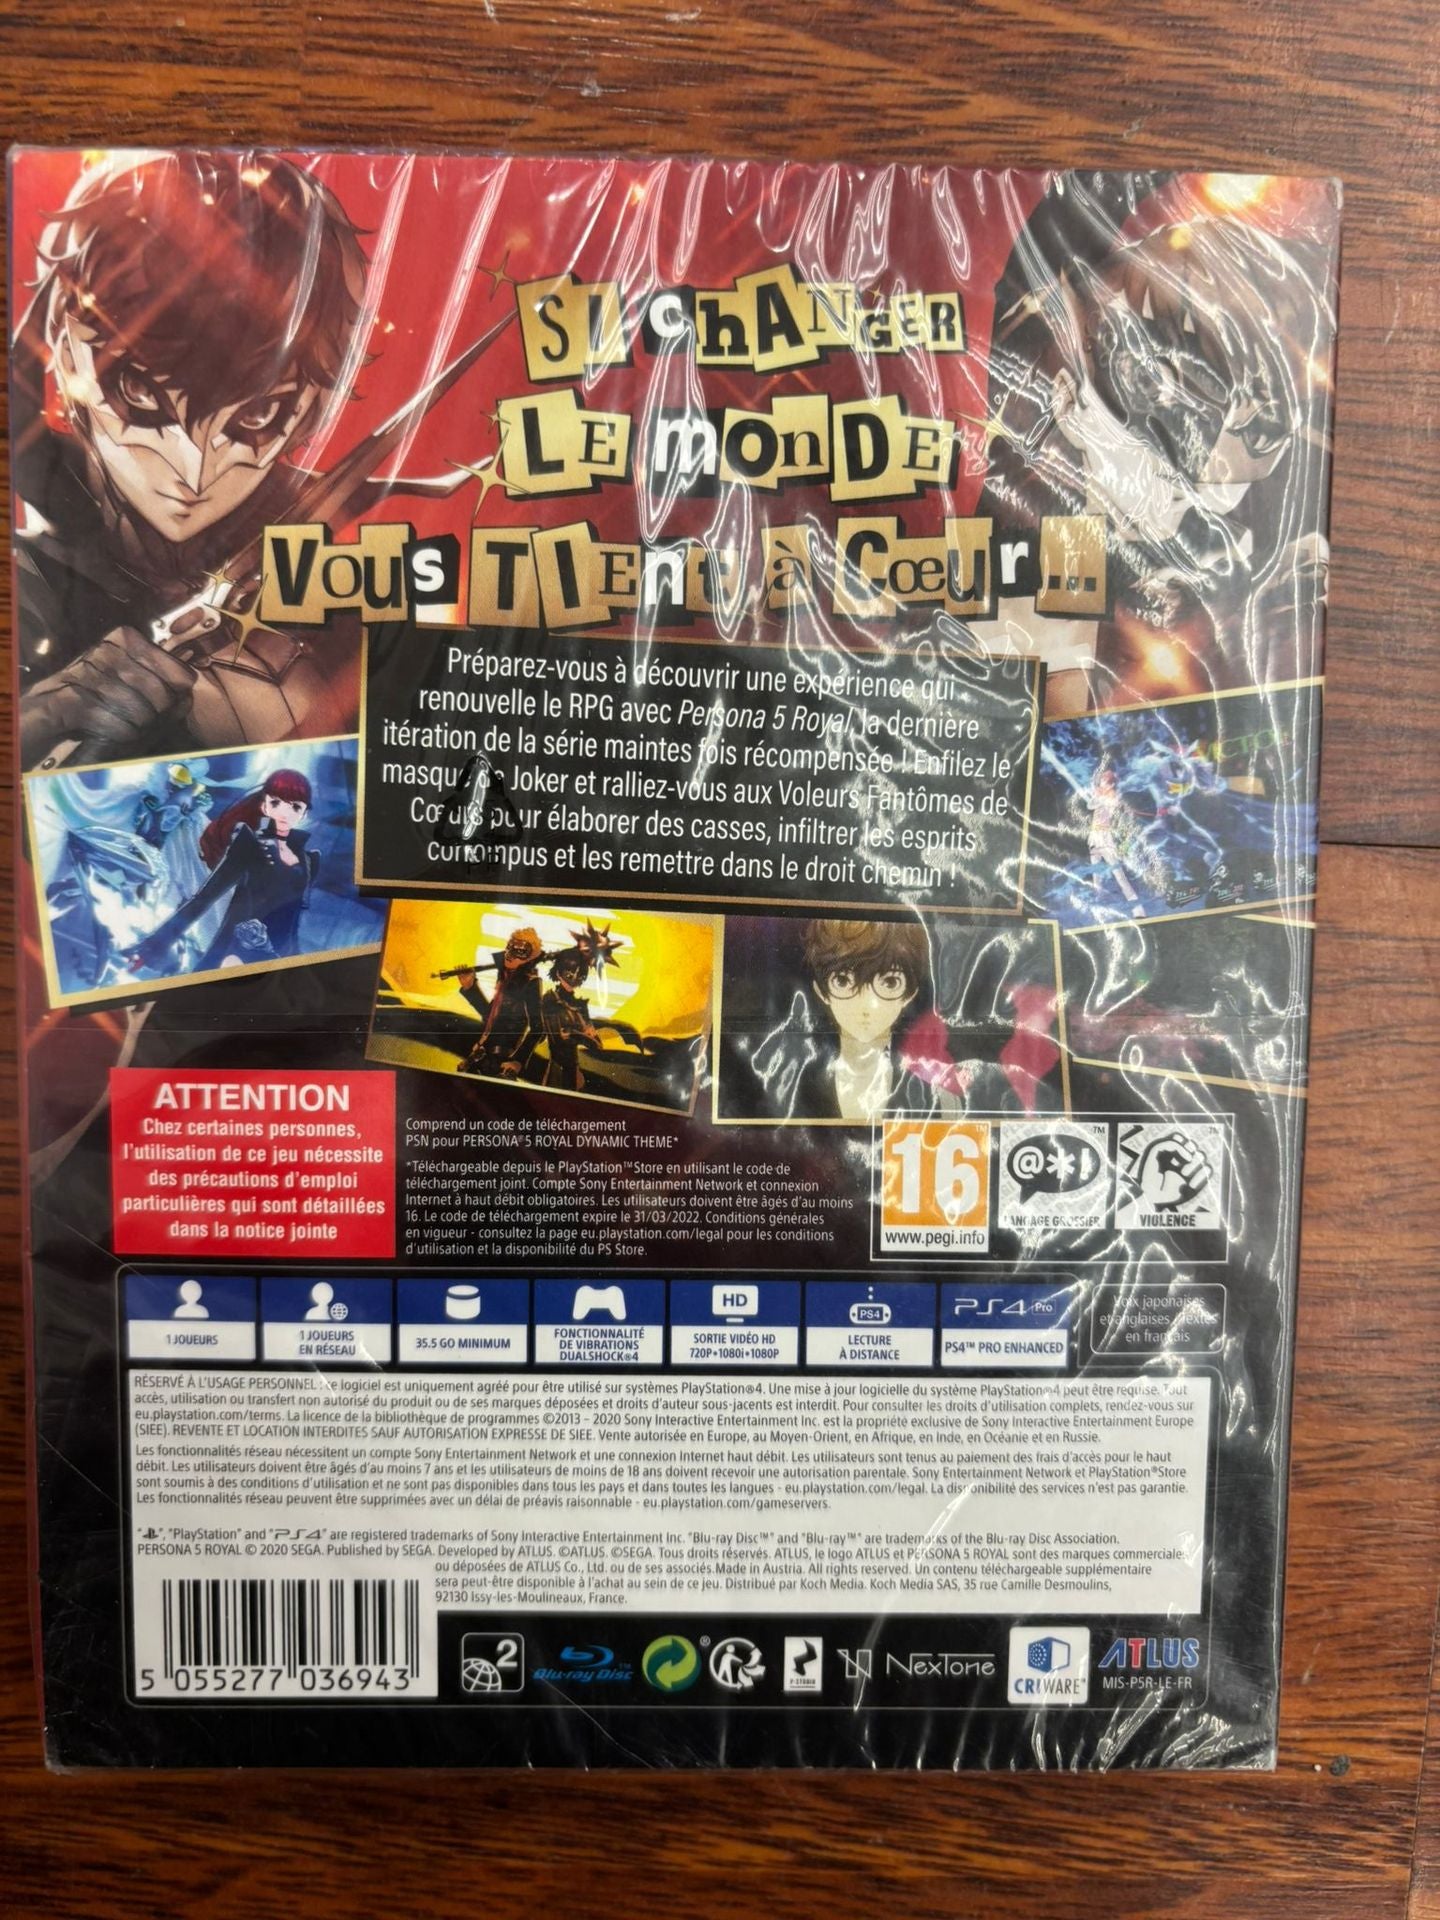 SI CHANGER
LE MONDE
VOUS TIENT à CŒUR...
Préparez-vous à découvrir une expérience qui
renouvelle le RPG avec Persona 5 Royal, la dernière
itération de la série maintes fois récompensée ! Enfilez le
masque de Joker et ralliez-vous aux Voleurs Fantômes de
Cœurs pour élaborer des casses, infiltrer les esprits
corrompus et les remettre dans le droit chemin !
ATTENTION
Chez certaines personnes,
l'utilisation de ce jeu nécessite
des précautions d'emploi
particulières qui sont détaillées
dans la notice jointe
Comprend un code de téléchargement
PSN pour PERSONA® 5 ROYAL DYNAMIC THEME*
*Téléchargeable depuis le PlayStation™Store en utilisant le code de
téléchargement joint. Compte Sony Entertainment Network et connexion
Internet à haut débit obligatoires. Les utilisateurs doivent être âgés d'au moins
16. Le code de téléchargement expire le 31/03/2022. Conditions générales
en vigueur - consultez la page eu.playstation.com/legal pour les conditions
d'utilisation et la disponibilité du PS Store.
16
www.pegi.info
@*!
LANGAGE GROSSIER
VIOLENCE
1 JOUEURS
1 JOUEURS
EN RÉSEAU
35.5 GO MINIMUM
FONCTIONNALITÉ
DE VIBRATIONS
DUALSHOCK®4
HD
SORTIE VIDÉO HD
720P•1080i•1080P
PS4
LECTURE
À DISTANCE
PS4 Pro
PS4™ PRO ENHANCED
Voix japonaises
et anglaises / Textes
en français
RÉSERVÉ À L'USAGE PERSONNEL : ce logiciel est uniquement agréé pour être utilisé sur systèmes PlayStation®4. Une mise à jour logicielle du système PlayStation®4 peut être requise. Tout
accès, utilisation ou transfert non autorisé du produit ou de ses marques déposées et droits d'auteur sous-jacents est interdit. Pour consulter les droits d'utilisation complets, rendez-vous sur
eu.playstation.com/terms. La licence de la bibliothèque de programmes ©2013 - 2020 Sony Interactive Entertainment Inc. est la propriété exclusive de Sony Interactive Entertainment Europe
(SIEE). REVENTE ET LOCATION INTERDITES SAUF AUTORISATION EXPRESSE DE SIEE. Vente autorisée en Europe, au Moyen-Orient, en Afrique, en Inde, en Océanie et en Russie.
Les fonctionnalités réseau nécessitent un compte Sony Entertainment Network et une connexion Internet haut débit. Les utilisateurs sont tenus au paiement des frais d'accès pour le haut
débit. Les utilisateurs doivent être âgés d'au moins 7 ans et les utilisateurs de moins de 18 ans doivent recevoir une autorisation parentale. Sony Entertainment Network et PlayStation®Store
sont soumis à des conditions d'utilisation et ne sont pas disponibles dans tous les pays et dans toutes les langues - eu.playstation.com/legal. La disponibilité des services n'est pas garantie.
Les fonctionnalités réseau peuvent être supprimées avec un délai de préavis raisonnable - eu.playstation.com/gameservers.
"PlayStation" and "PS4" are registered trademarks of Sony Interactive Entertainment Inc. "Blu-ray Disc™" and "Blu-ray™" are trademarks of the Blu-ray Disc Association.
PERSONA 5 ROYAL © 2020 SEGA. Published by SEGA. Developed by ATLUS. ©ATLUS. ©SEGA. Tous droits réservés. ATLUS, le logo ATLUS et PERSONA 5 ROYAL sont des marques commerciales
ou déposées de ATLUS Co., Ltd. ou de ses associés.Made in Austria. All rights reserved. Un contenu téléchargeable supplémentaire
sera peut-être disponible à l'achat au sein de ce jeu. Distribué par Koch Media. Koch Media SAS, 35 rue Camille Desmoulins,
92130 Issy-les-Moulineaux, France.
5 055277 036943
2
Blu-ray Disc™
®
P-STUDIO
NexTone
CRIWARE™
ATLUS
MIS-P5R-LE-FR